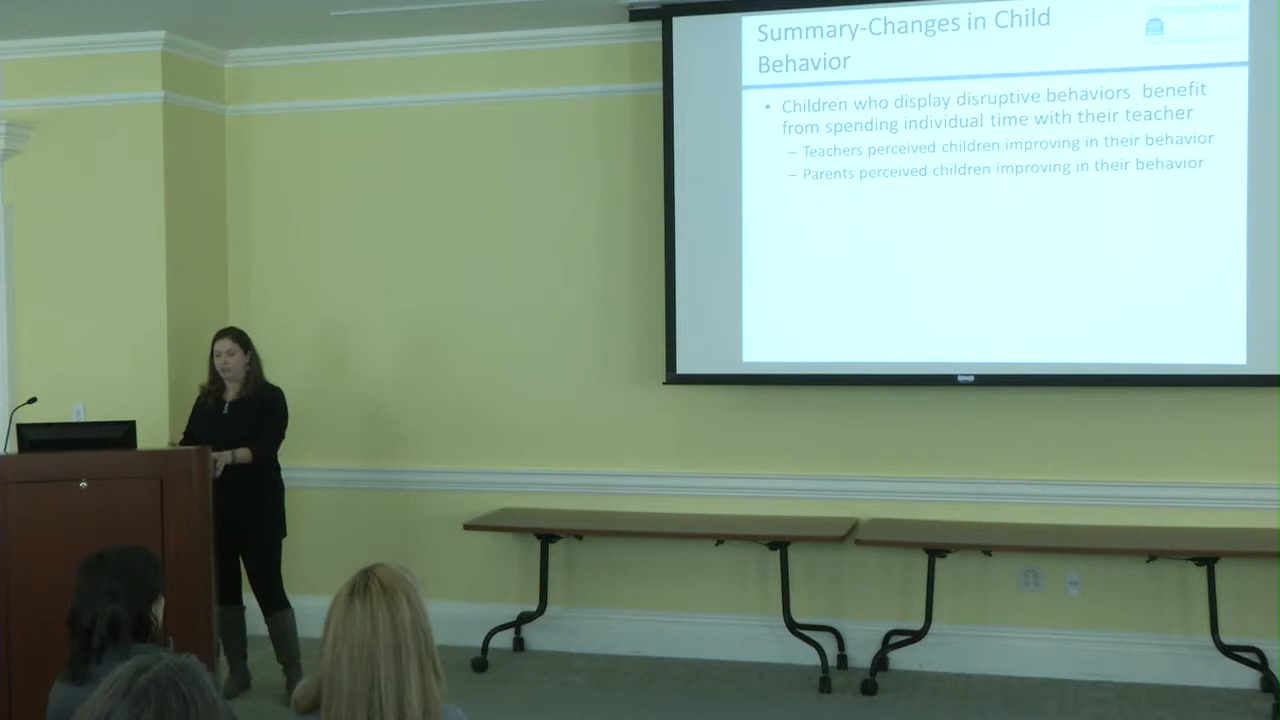 Summary-Changes in Child
Behavior
• Children who display disruptive behaviors benefit
from spending individual time with their teacher
– Teachers perceived children improving in their behavior
– Parents perceived children improving in their behavior